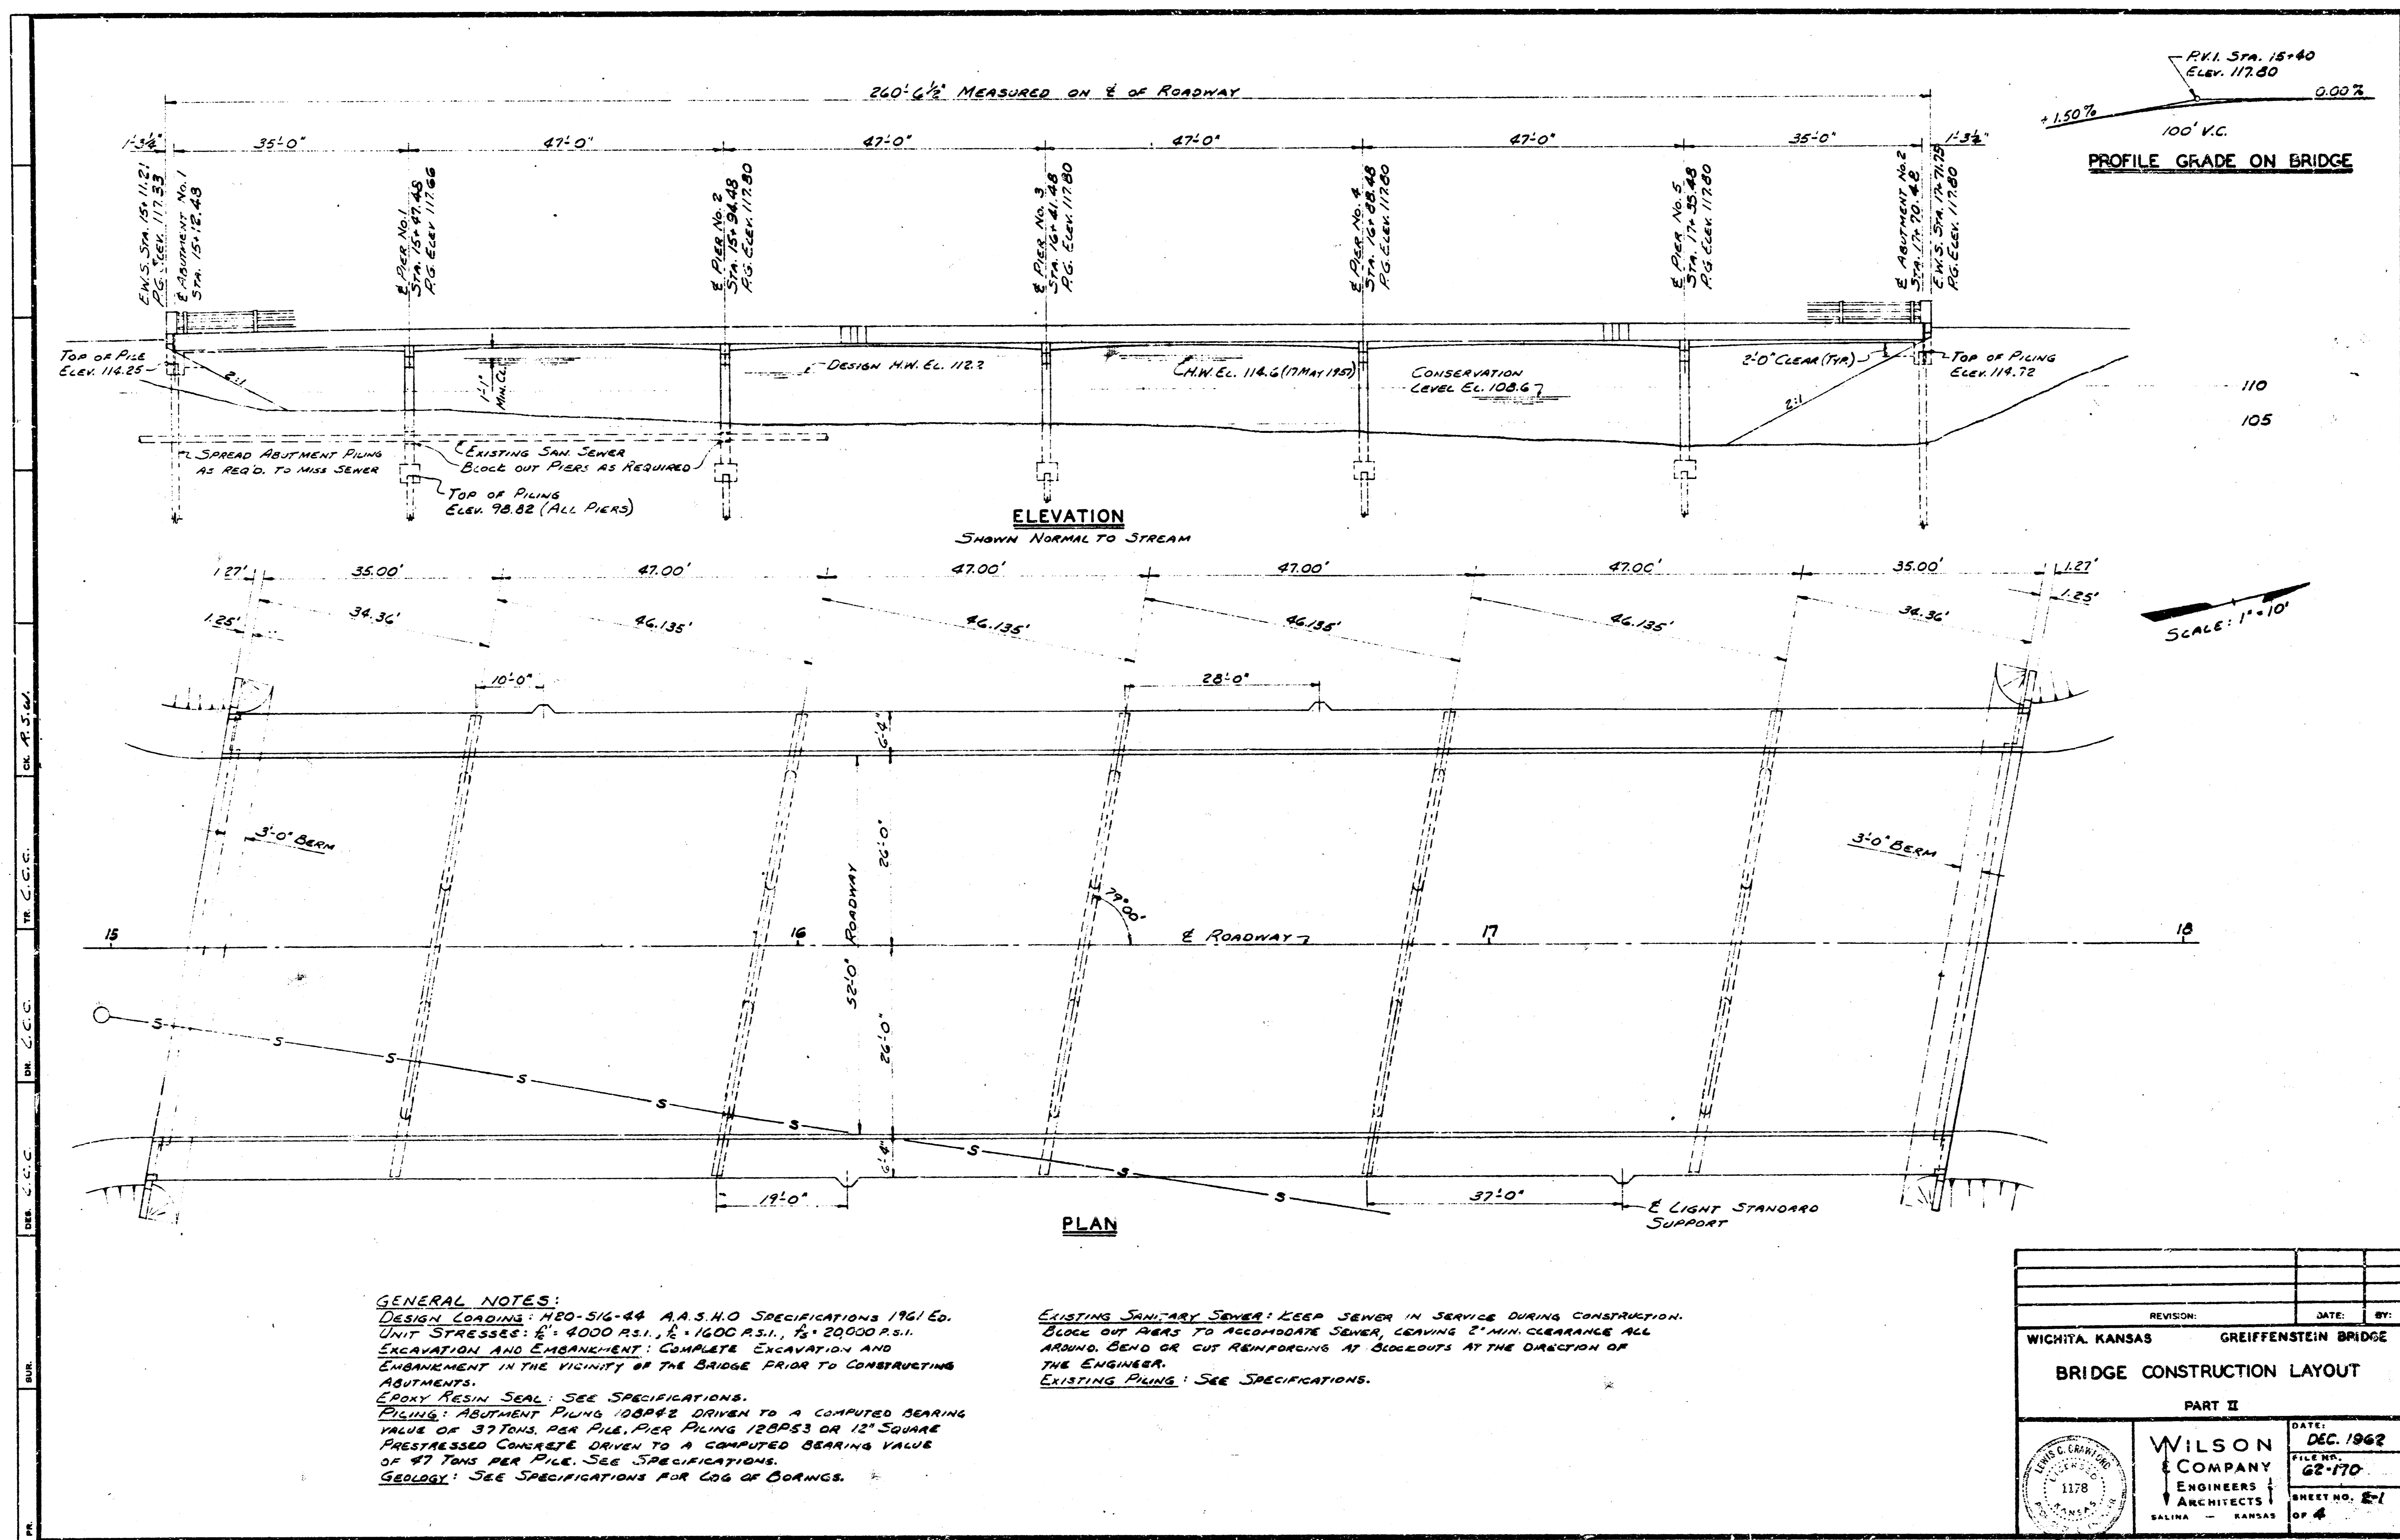 260'-6½" MEASURED ON ℄ OF ROADWAY
1'-3¼" 35'-0" 47'-0" 47'-0" 47'-0" 47'-0" 35'-0" 1'-3¼"
E.W.S. STA. 15+11.21
P.G. ELEV. 117.33
℄ ABUTMENT No. 1
STA. 15+12.48
℄ PIER No. 1
STA. 15+47.48
P.G. ELEV 117.66
℄ PIER No. 2
STA. 15+94.48
P.G. ELEV. 117.80
℄ PIER No. 3
STA. 16+41.48
P.G. ELEV. 117.80
℄ PIER No. 4
STA. 16+88.48
P.G. ELEV. 117.80
℄ PIER No. 5
STA. 17+35.48
P.G. ELEV. 117.80
℄ ABUTMENT No. 2
STA. 17+70.48
E.W.S. STA. 17+71.75
P.G. ELEV. 117.80
P.V.I. STA. 15+40
ELEV. 117.80
+1.50% 0.00%
100' V.C.
PROFILE GRADE ON BRIDGE
TOP OF PILE
ELEV. 114.25
2:1
1'-1"
MIN. CL.
DESIGN H.W. EL. 112.2
H.W. EL. 114.6 (17 MAY 1957)
CONSERVATION
LEVEL EL. 108.6
2'-0" CLEAR (TYP.)
2:1
TOP OF PILING
ELEV. 114.72
110
105
SPREAD ABUTMENT PILING
AS REQ'D. TO MISS SEWER
EXISTING SAN. SEWER
BLOCK OUT PIERS AS REQUIRED
TOP OF PILING
ELEV. 98.82 (ALL PIERS)
ELEVATION
SHOWN NORMAL TO STREAM
1.27' 35.00' 47.00' 47.00' 47.00' 47.00' 35.00' 1.27'
1.25' 34.36' 46.135' 46.135' 46.135' 46.135' 34.36' 1.25'
SCALE: 1"=10'
10'-0" 28'-0"
6'-4"
3'-0" BERM
26'-0"
52'-0" ROADWAY
79°00'
3'-0" BERM
15 16 ℄ ROADWAY 17 18
26'-0"
S S S S S S S S S
6'-4"
19'-0" 37'-0"
℄ LIGHT STANDARD
SUPPORT
PLAN
GENERAL NOTES:
DESIGN LOADING: H20-S16-44 A.A.S.H.O SPECIFICATIONS 1961 ED.
UNIT STRESSES: fc' = 4000 P.S.I., fc = 1600 P.S.I., fs = 20,000 P.S.I.
EXCAVATION AND EMBANKMENT: COMPLETE EXCAVATION AND
EMBANKMENT IN THE VICINITY OF THE BRIDGE PRIOR TO CONSTRUCTING
ABUTMENTS.
EPOXY RESIN SEAL: SEE SPECIFICATIONS.
PILING: ABUTMENT PILING 10BP42 DRIVEN TO A COMPUTED BEARING
VALUE OF 37 TONS. PER PILE. PIER PILING 12BP53 OR 12" SQUARE
PRESTRESSED CONCRETE DRIVEN TO A COMPUTED BEARING VALUE
OF 47 TONS PER PILE. SEE SPECIFICATIONS.
GEOLOGY: SEE SPECIFICATIONS FOR LOG OF BORINGS.
EXISTING SANITARY SEWER: KEEP SEWER IN SERVICE DURING CONSTRUCTION.
BLOCK OUT PIERS TO ACCOMODATE SEWER, LEAVING 2" MIN. CLEARANCE ALL
AROUND. BEND OR CUT REINFORCING AT BLOCKOUTS AT THE DIRECTION OF
THE ENGINEER.
EXISTING PILING: SEE SPECIFICATIONS.
REVISION: DATE: BY:
WICHITA, KANSAS GREIFFENSTEIN BRIDGE
BRIDGE CONSTRUCTION LAYOUT
PART II
LEWIS C. CRAWFORD
LICENSED
1178
KANSAS
WILSON
& COMPANY
ENGINEERS
ARCHITECTS
SALINA — KANSAS
DATE:
DEC. 1962
FILE NO.
62-170
SHEET NO. E-1
OF 4
CK. R.S.W.
TR. L.C.C.
DR. L.C.C.
DES. L.C.C.
SUR.
PR.